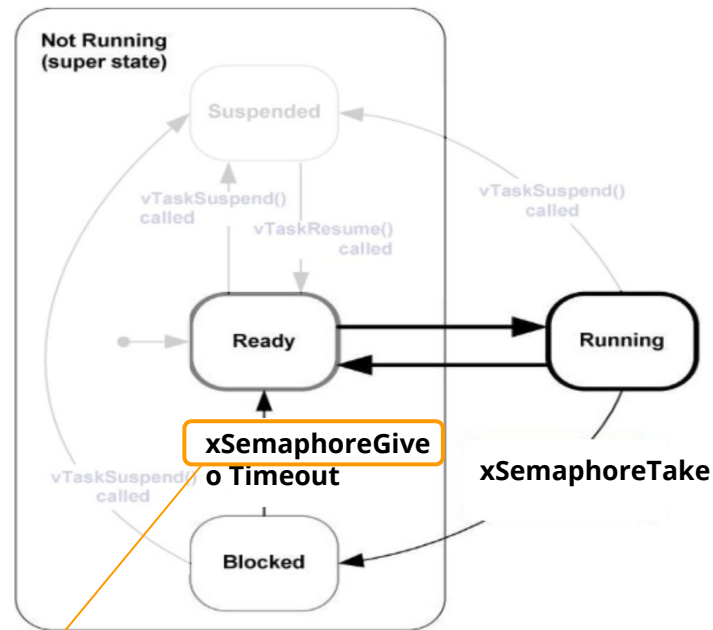 Not Running
(super state)
Suspended
vTaskSuspend()
called
vTaskResume()
called
vTaskSuspend()
called
Ready
Running
xSemaphoreGive
o Timeout
xSemaphoreTake
vTaskSuspend()
called
Blocked